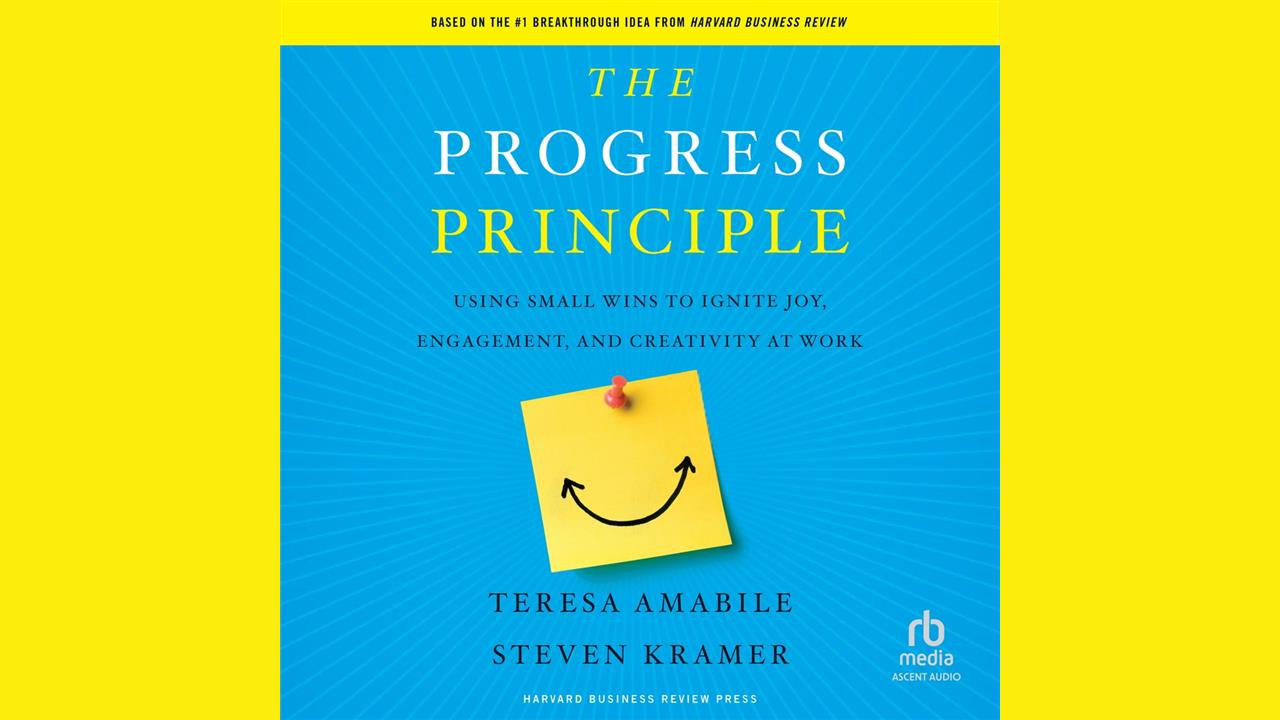 BASED ON THE #1 BREAKTHROUGH IDEA FROM HARVARD BUSINESS REVIEW
THE
PROGRESS
PRINCIPLE
USING SMALL WINS TO IGNITE JOY,
ENGAGEMENT, AND CREATIVITY AT WORK
TERESA AMABILE
STEVEN KRAMER
rb
media
ASCENT AUDIO
HARVARD BUSINESS REVIEW PRESS